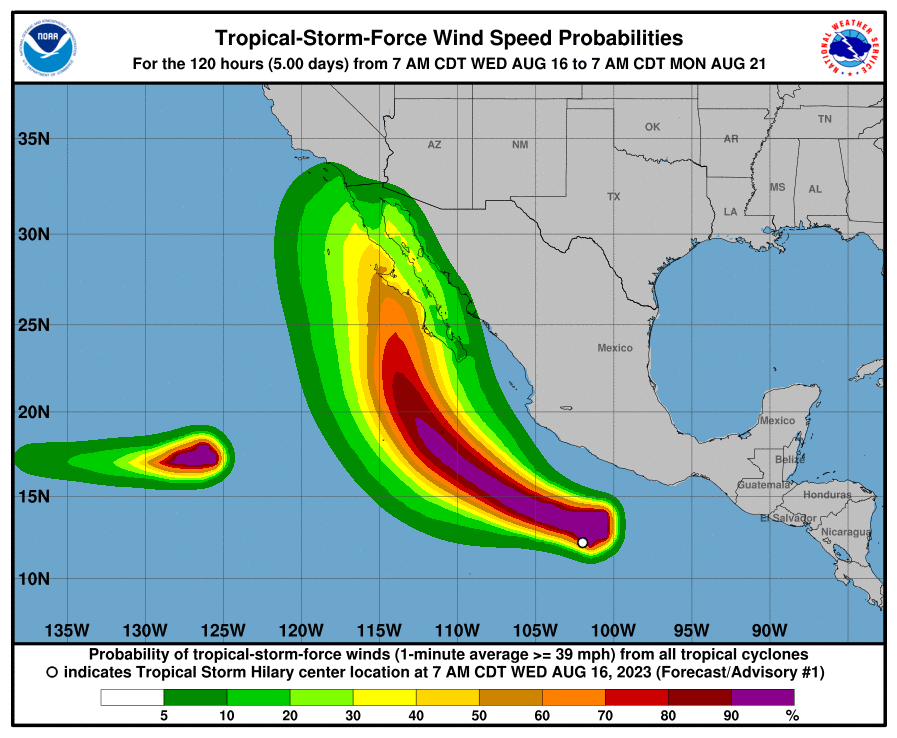 Tropical-Storm-Force Wind Speed Probabilities
For the 120 hours (5.00 days) from 7 AM CDT WED AUG 16 to 7 AM CDT MON AUG 21
NOAA
NATIONAL WEATHER SERVICE
35N
30N
25N
20N
15N
10N
AZ
NM
OK
TX
AR
LA
MS
AL
TN
Mexico
Mexico
Belize
Guatemala
Honduras
El Salvador
Nicaragua
135W 130W 125W 120W 115W 110W 105W 100W 95W 90W
Probability of tropical-storm-force winds (1-minute average >= 39 mph) from all tropical cyclones
indicates Tropical Storm Hilary center location at 7 AM CDT WED AUG 16, 2023 (Forecast/Advisory #1)
5 10 20 30 40 50 60 70 80 90 %